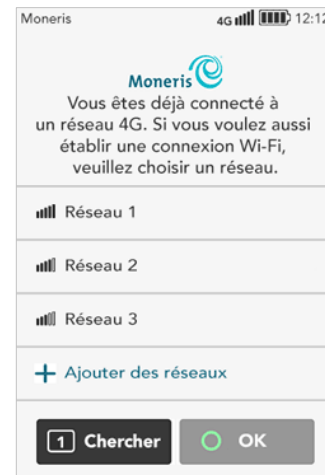 Moneris 4G 12:12
Moneris
Vous êtes déjà connecté à
un réseau 4G. Si vous voulez aussi
établir une connexion Wi-Fi,
veuillez choisir un réseau.
Réseau 1
Réseau 2
Réseau 3
Ajouter des réseaux
1 Chercher OK